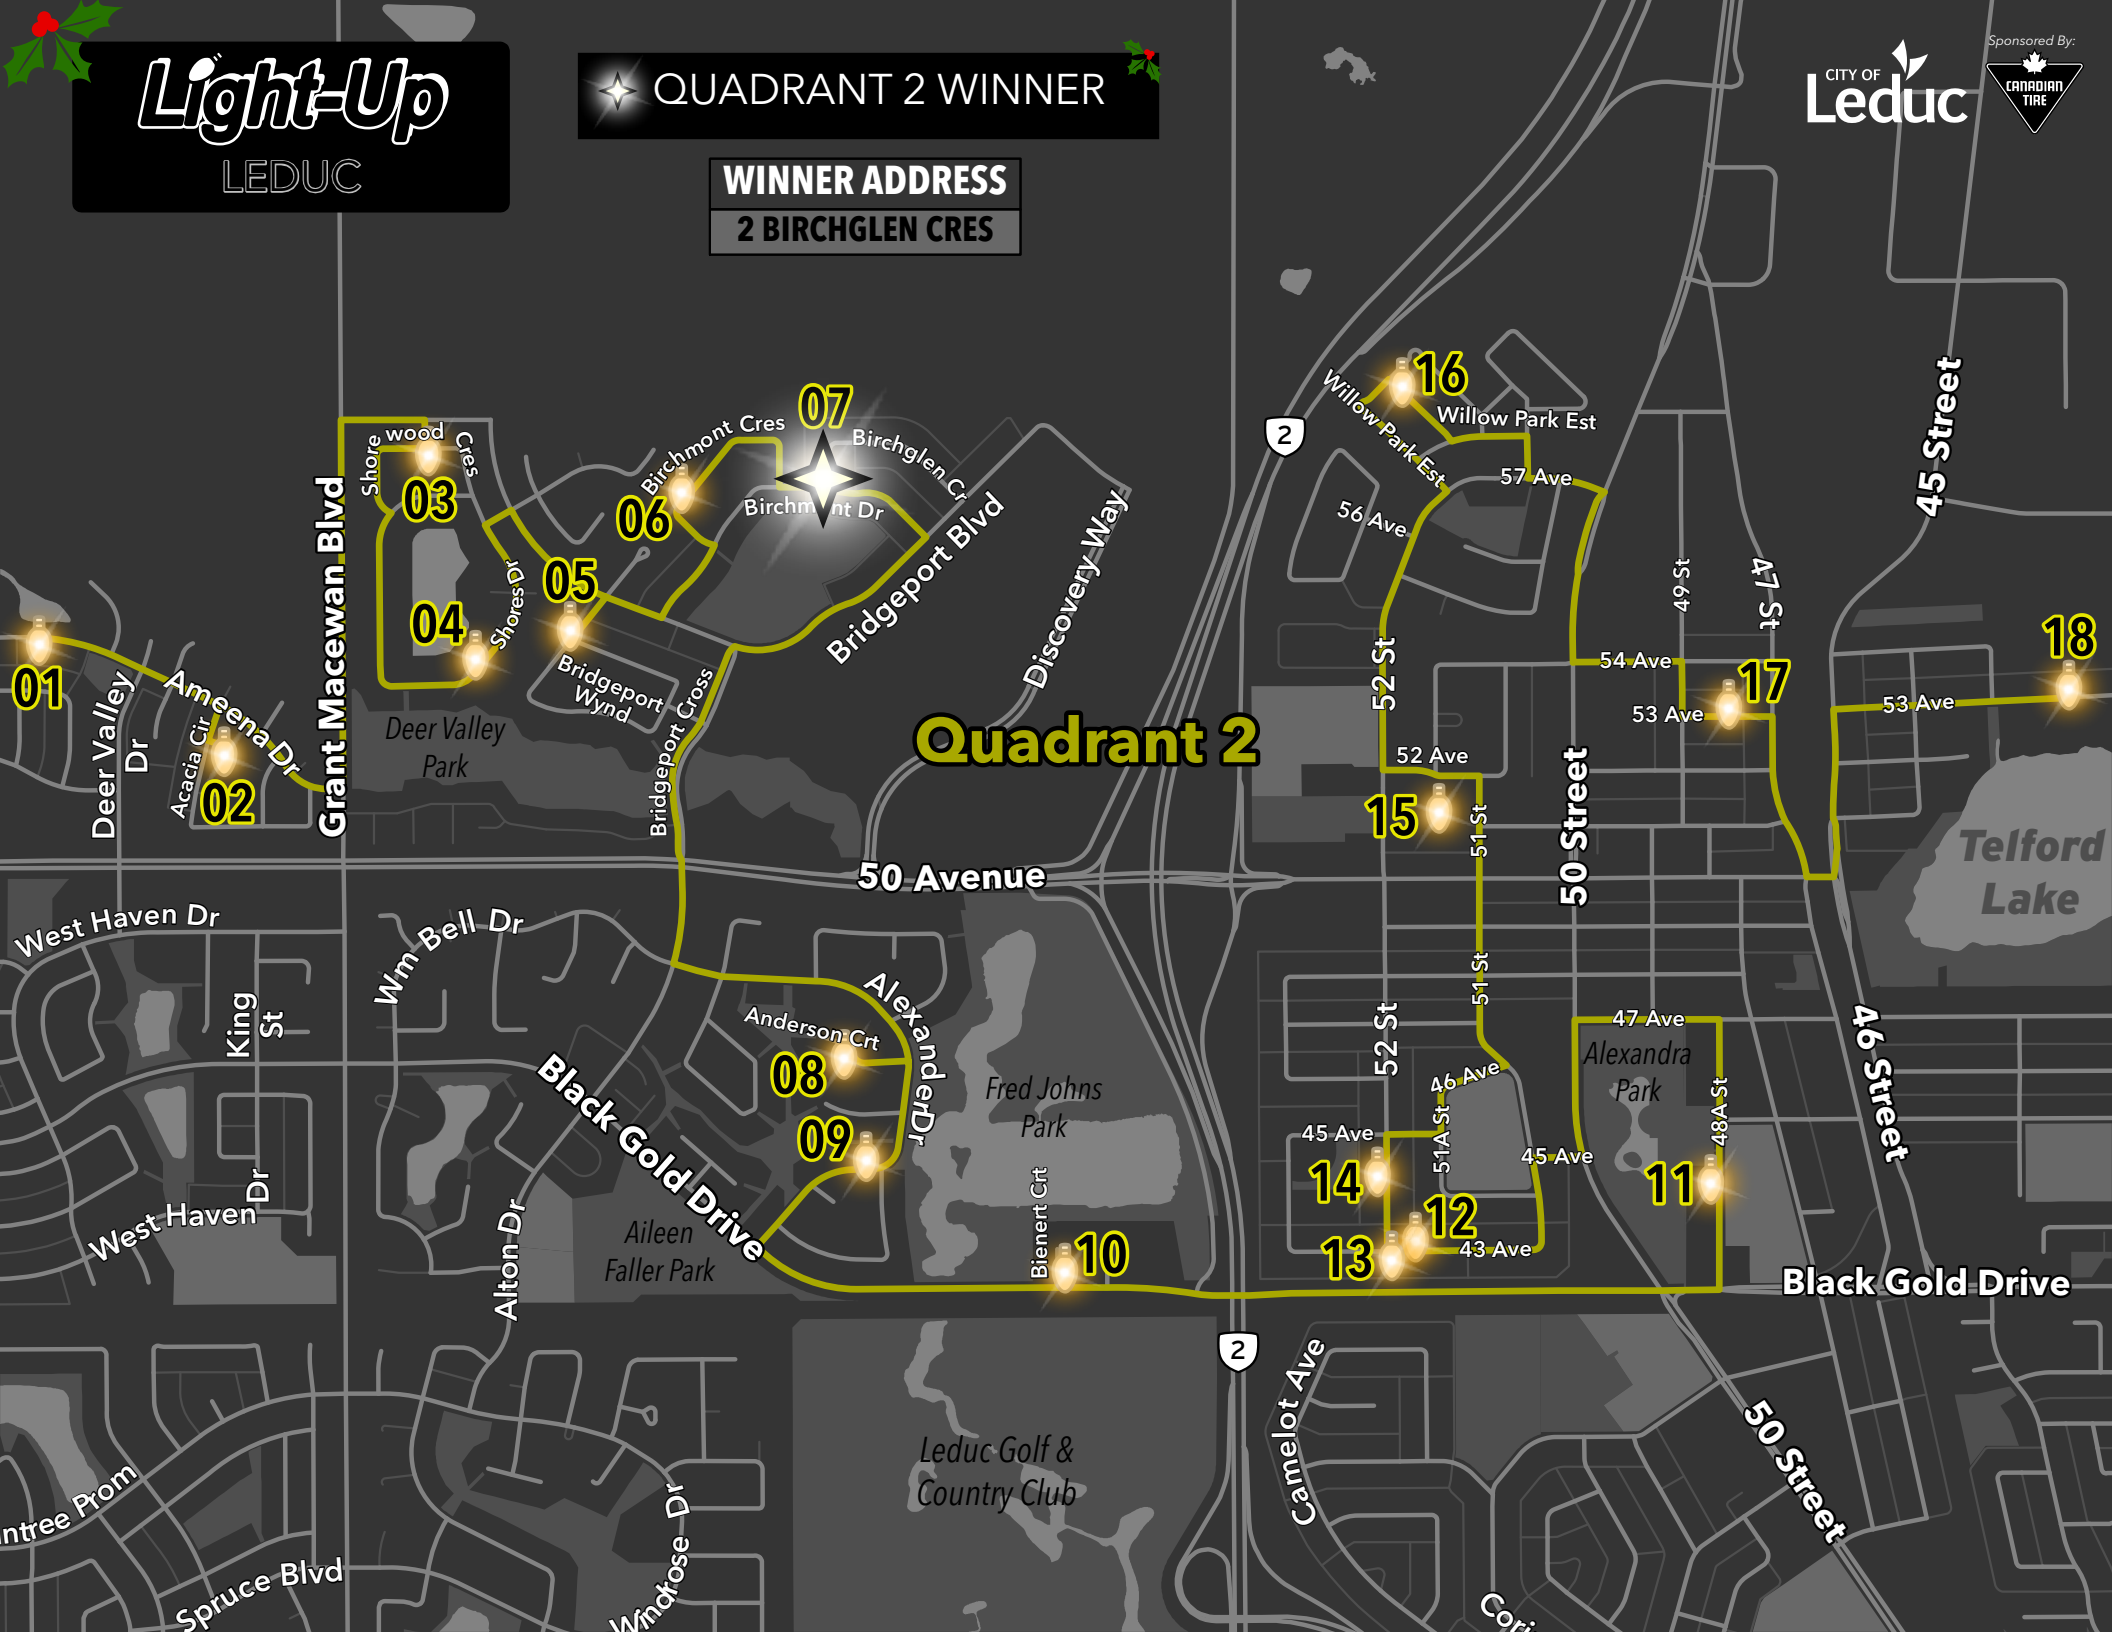 Light-Up
LEDUC
QUADRANT 2 WINNER
WINNER ADDRESS
2 BIRCHGLEN CRES
CITY OF
Leduc
Sponsored By:
CANADIAN
TIRE
07
16
Willow Park Est
Willow Park Est
57 Ave
56 Ave
2
45 Street
Shorewood Cres
03
Birchmont Cres
06
Birchglen Cr
Birchmont Dr
Bridgeport Blvd
Discovery Way
Grant Macewan Blvd
49 St
47 St
01
Ameena Dr
Deer Valley
Dr
Acacia Cir
02
04
Shores Dr
05
Bridgeport
Wynd
Bridgeport Cross
Deer Valley
Park
Quadrant 2
52 St
54 Ave
17
53 Ave
18
53 Ave
52 Ave
15
51 St
50 Street
Telford
Lake
50 Avenue
West Haven Dr
Wm Bell Dr
King
St
Alexander Dr
Anderson Crt
08
09
Black Gold Drive
Fred Johns
Park
51 St
52 St
47 Ave
Alexandra
Park
46 Street
46 Ave
48A St
45 Ave
51A St
45 Ave
14
11
12
13
43 Ave
West Haven Dr
Alton Dr
Aileen
Faller Park
Bienert Crt
10
Black Gold Drive
2
Camelot Ave
50 Street
Leduc Golf &
Country Club
ntree Prom
Spruce Blvd
Windrose Dr
Cori